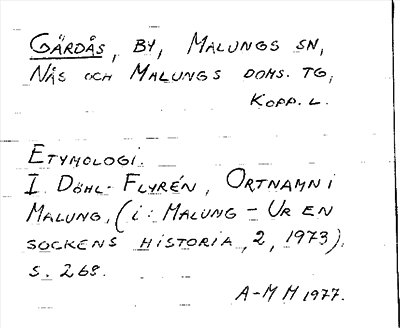 GÄRDÅS, BY, MALUNGS SN,
NÅS OCH MALUNGS DOMS. TG,
KOPP. L.
ETYMOLOGI.
I. DÖHL-FLYRÉN, ORTNAMN I
MALUNG, (i: MALUNG - UR EN
SOCKENS HISTORIA, 2, 1973),
S. 268.
A-M H 1977.